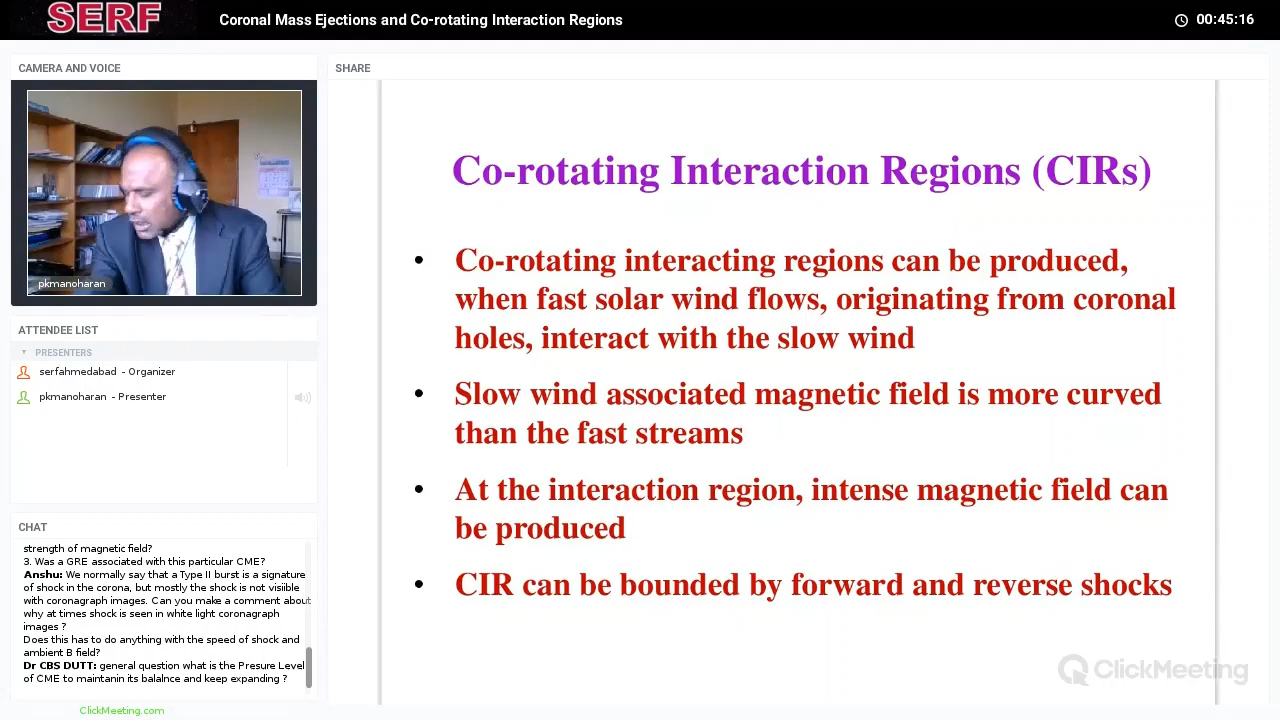 SERF
Coronal Mass Ejections and Co-rotating Interaction Regions
00:45:16
CAMERA AND VOICE
pkmanoharan
ATTENDEE LIST
PRESENTERS
serfahmedabad - Organizer
pkmanoharan - Presenter
CHAT
strength of magnetic field?
3. Was a GRE associated with this particular CME?
Anshu: We normally say that a Type II burst is a signature
of shock in the corona, but mostly the shock is not visiible
with coronagraph images. Can you make a comment about
why at times shock is seen in white light coronagraph
images ?
Does this has to do anything with the speed of shock and
ambient B field?
Dr CBS DUTT: general question what is the Presure Level
of CME to maintanin its balalnce and keep expanding ?
ClickMeeting.com
SHARE
Co-rotating Interaction Regions (CIRs)
• Co-rotating interacting regions can be produced,
when fast solar wind flows, originating from coronal
holes, interact with the slow wind
• Slow wind associated magnetic field is more curved
than the fast streams
• At the interaction region, intense magnetic field can
be produced
• CIR can be bounded by forward and reverse shocks
ClickMeeting